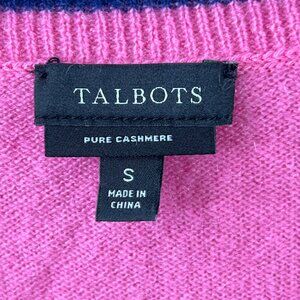 TALBOTS
PURE CASHMERE
S
MADE IN
CHINA